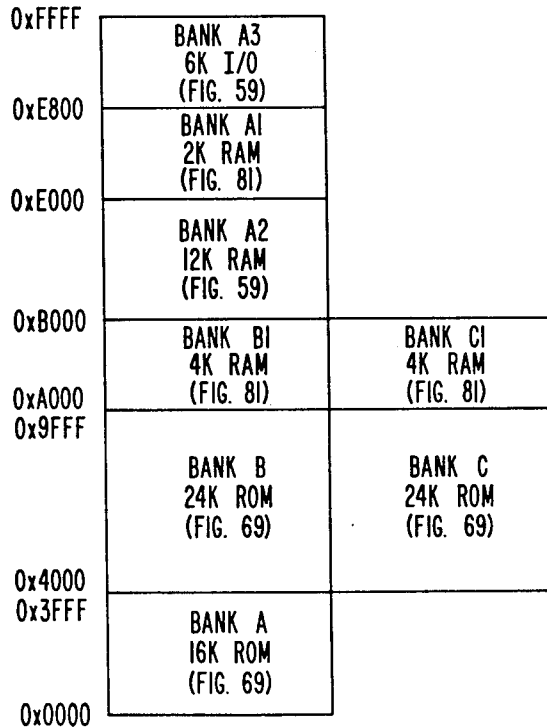 0xFFFF
BANK A3
6K I/O
(FIG. 59)
0xE800
BANK A1
2K RAM
(FIG. 81)
0xE000
BANK A2
12K RAM
(FIG. 59)
0xB000
BANK B1
4K RAM
(FIG. 81)
BANK C1
4K RAM
(FIG. 81)
0xA000
0x9FFF
BANK B
24K ROM
(FIG. 69)
BANK C
24K ROM
(FIG. 69)
0x4000
0x3FFF
BANK A
16K ROM
(FIG. 69)
0x0000